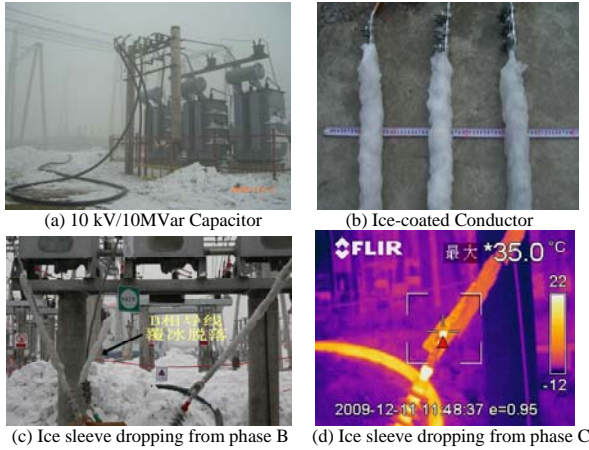 (a) 10 kV/10MVar Capacitor
(b) Ice-coated Conductor
B相导线
覆冰脱落
(c) Ice sleeve dropping from phase B
FLIR
最大 *35.0 °C
22
-12
2009-12-11 11:48:37 e=0.95
(d) Ice sleeve dropping from phase C